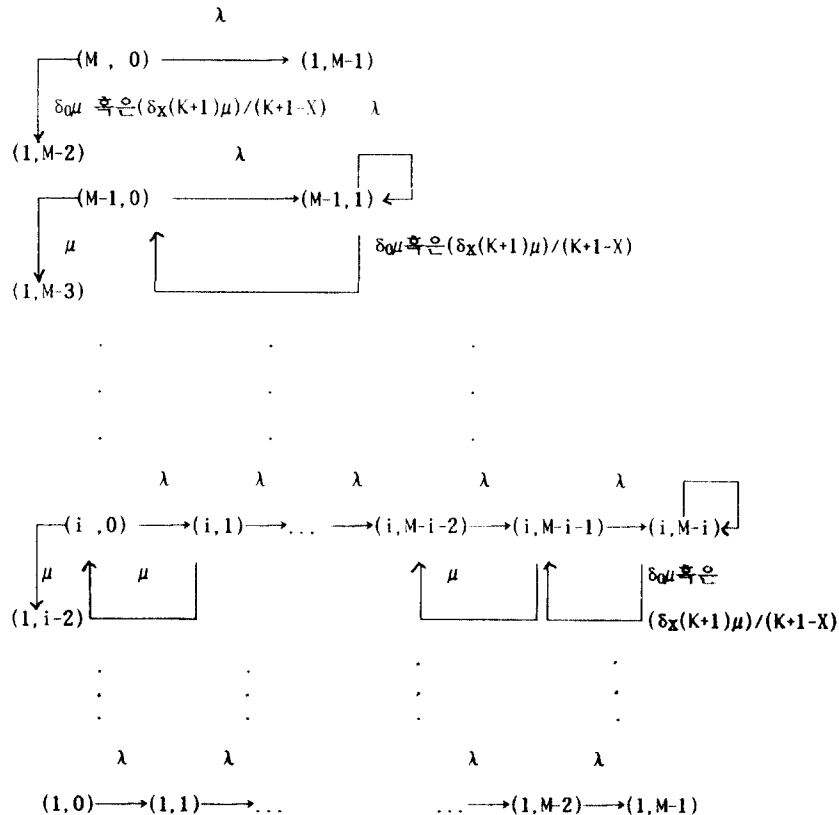 λ
(M , 0) (1,M-1)
δ₀μ 혹은(δₓ(K+1)μ)/(K+1-X) λ
(1,M-2) λ
(M-1,0) (M-1,1)
μ δ₀μ혹은(δₓ(K+1)μ)/(K+1-X)
(1,M-3)
. . .
. . .
. . .
λ λ λ λ λ
(i ,0) (i,1) ... (i,M-i-2) (i,M-i-1) (i,M-i)
μ μ μ δ₀μ혹은
(1,i-2) (δₓ(K+1)μ)/(K+1-X)
. . . .
. . . .
. . . .
λ λ λ λ
(1,0) (1,1) ... ... (1,M-2) (1,M-1)